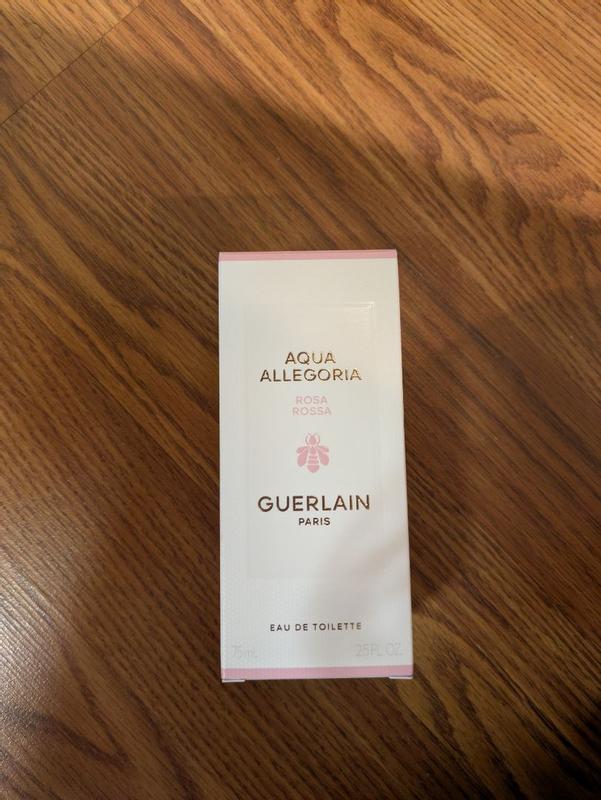 AQUA
ALLEGORIA
ROSA
ROSSA
GUERLAIN
PARIS
EAU DE TOILETTE
75 mL 2.5 FL.OZ.